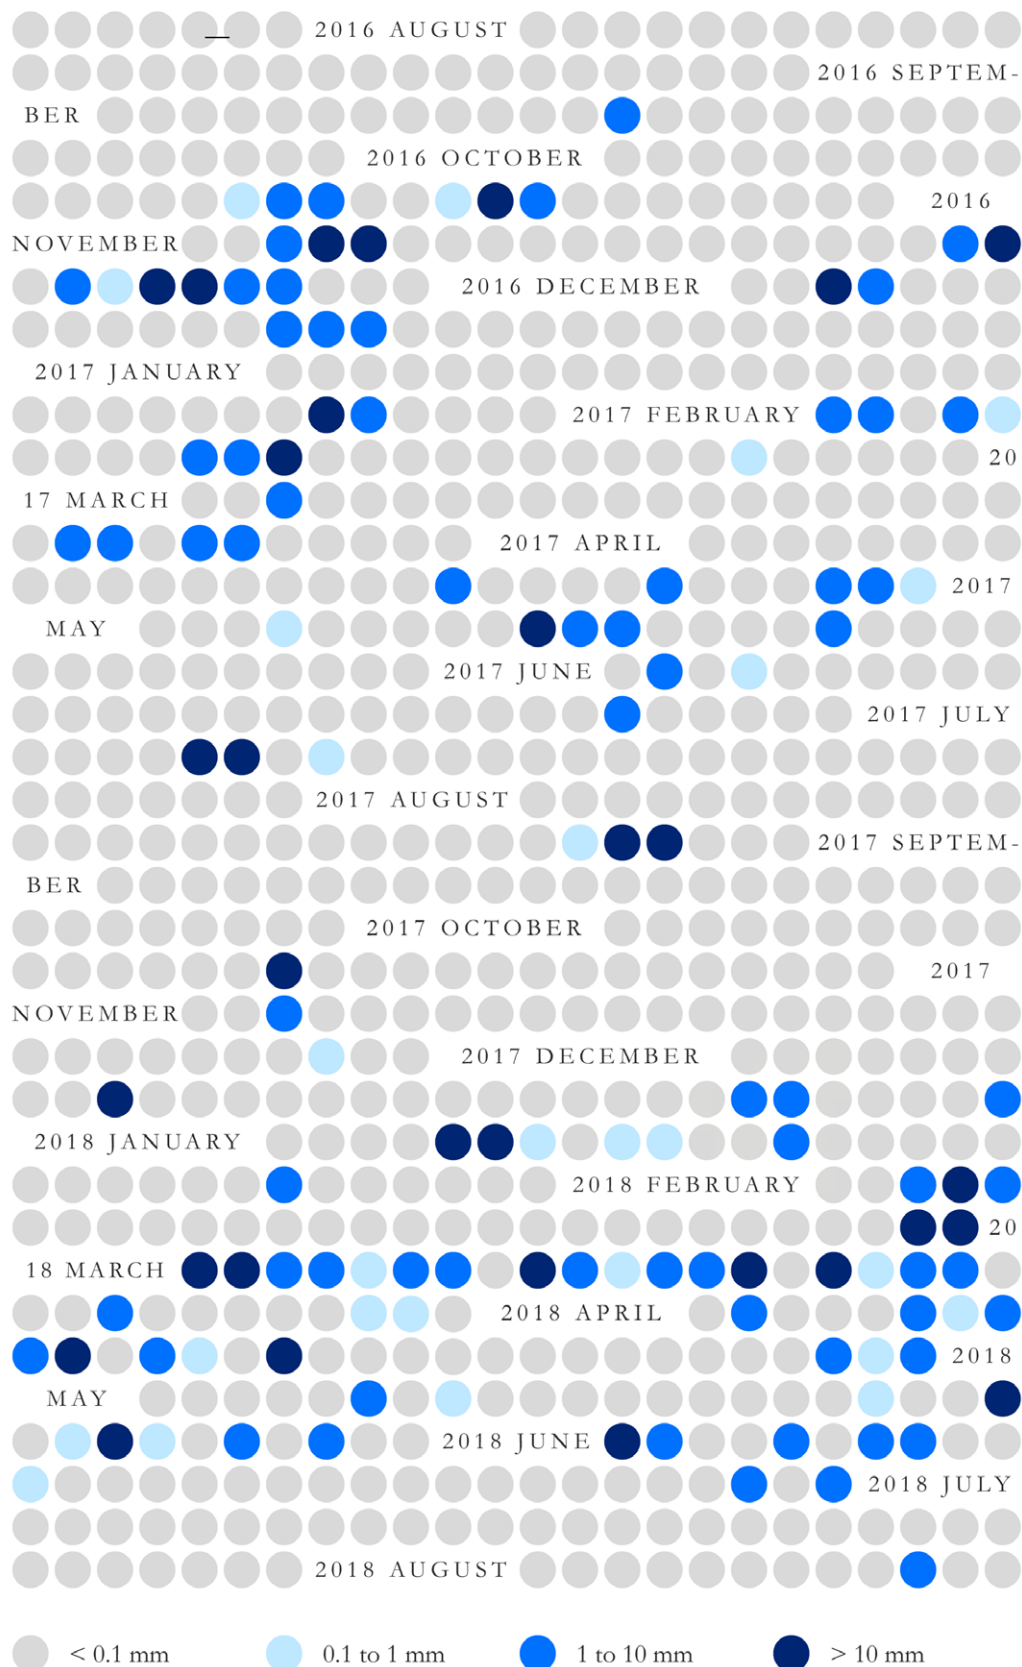 2016 AUGUST
2016 SEPTEM-
BER
2016 OCTOBER
2016
NOVEMBER
2016 DECEMBER
2017 JANUARY
2017 FEBRUARY
20
17 MARCH
2017 APRIL
2017
MAY
2017 JUNE
2017 JULY
2017 AUGUST
2017 SEPTEM-
BER
2017 OCTOBER
2017
NOVEMBER
2017 DECEMBER
2018 JANUARY
2018 FEBRUARY
20
18 MARCH
2018 APRIL
2018
MAY
2018 JUNE
2018 JULY
2018 AUGUST
< 0.1 mm 0.1 to 1 mm 1 to 10 mm > 10 mm